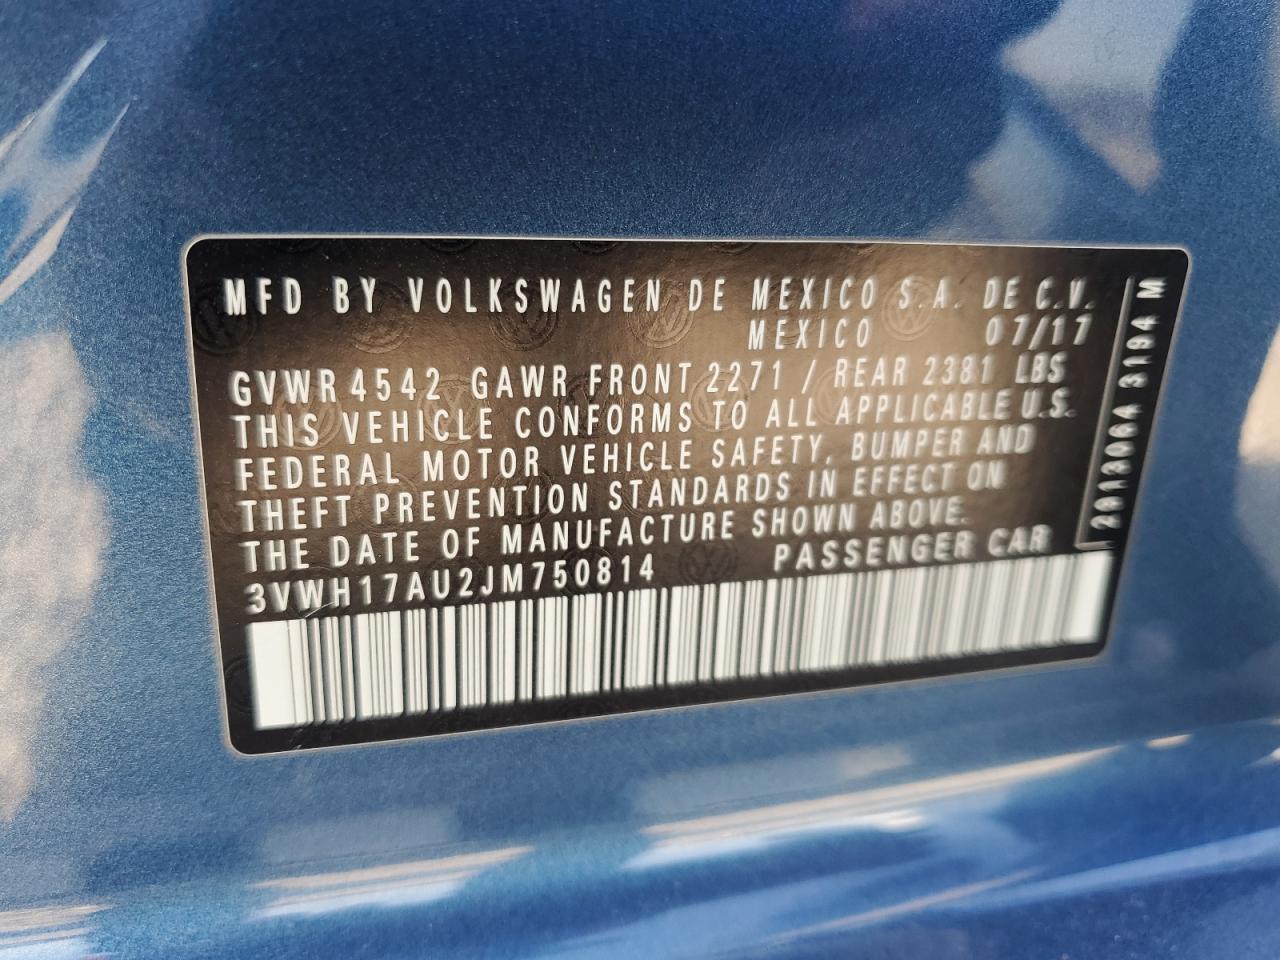 MFD BY VOLKSWAGEN DE MEXICO S.A. DE C.V.
MEXICO 07/17
GVWR 4542 GAWR FRONT 2271 / REAR 2381 LBS
THIS VEHICLE CONFORMS TO ALL APPLICABLE U.S.
FEDERAL MOTOR VEHICLE SAFETY, BUMPER AND
THEFT PREVENTION STANDARDS IN EFFECT ON
THE DATE OF MANUFACTURE SHOWN ABOVE.
3VWH17AU2JM750814 PASSENGER CAR
3194 M